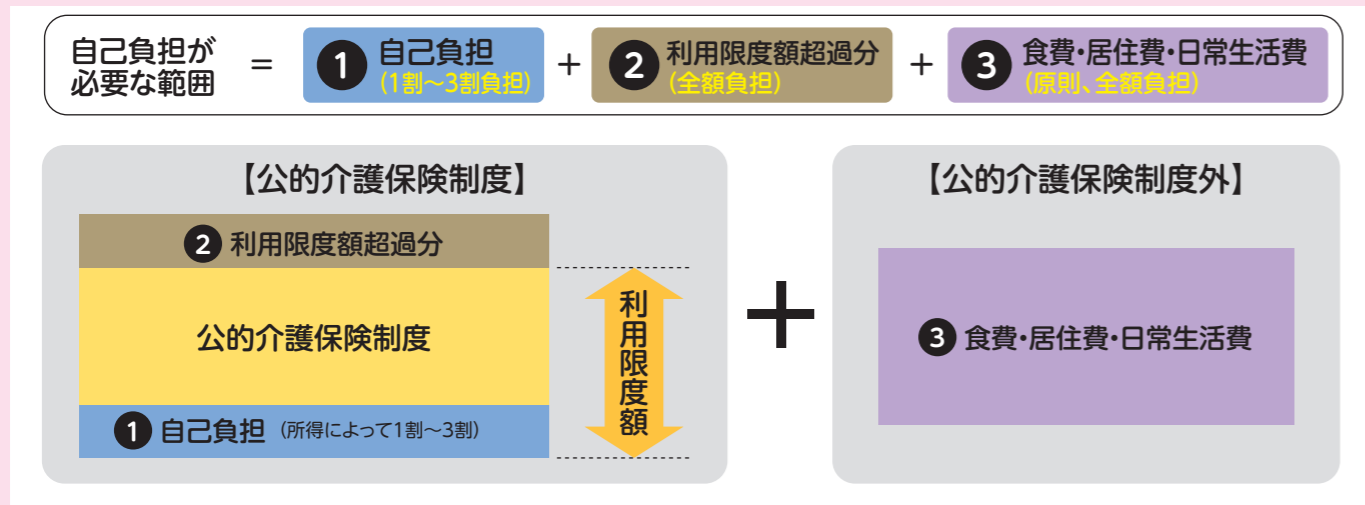 自己負担が
必要な範囲
=
1 自己負担
(1割～3割負担)
+
2 利用限度額超過分
(全額負担)
+
3 食費・居住費・日常生活費
(原則、全額負担)
【公的介護保険制度】
2 利用限度額超過分
公的介護保険制度
1 自己負担 (所得によって1割～3割)
利用限度額
+
【公的介護保険制度外】
3 食費・居住費・日常生活費